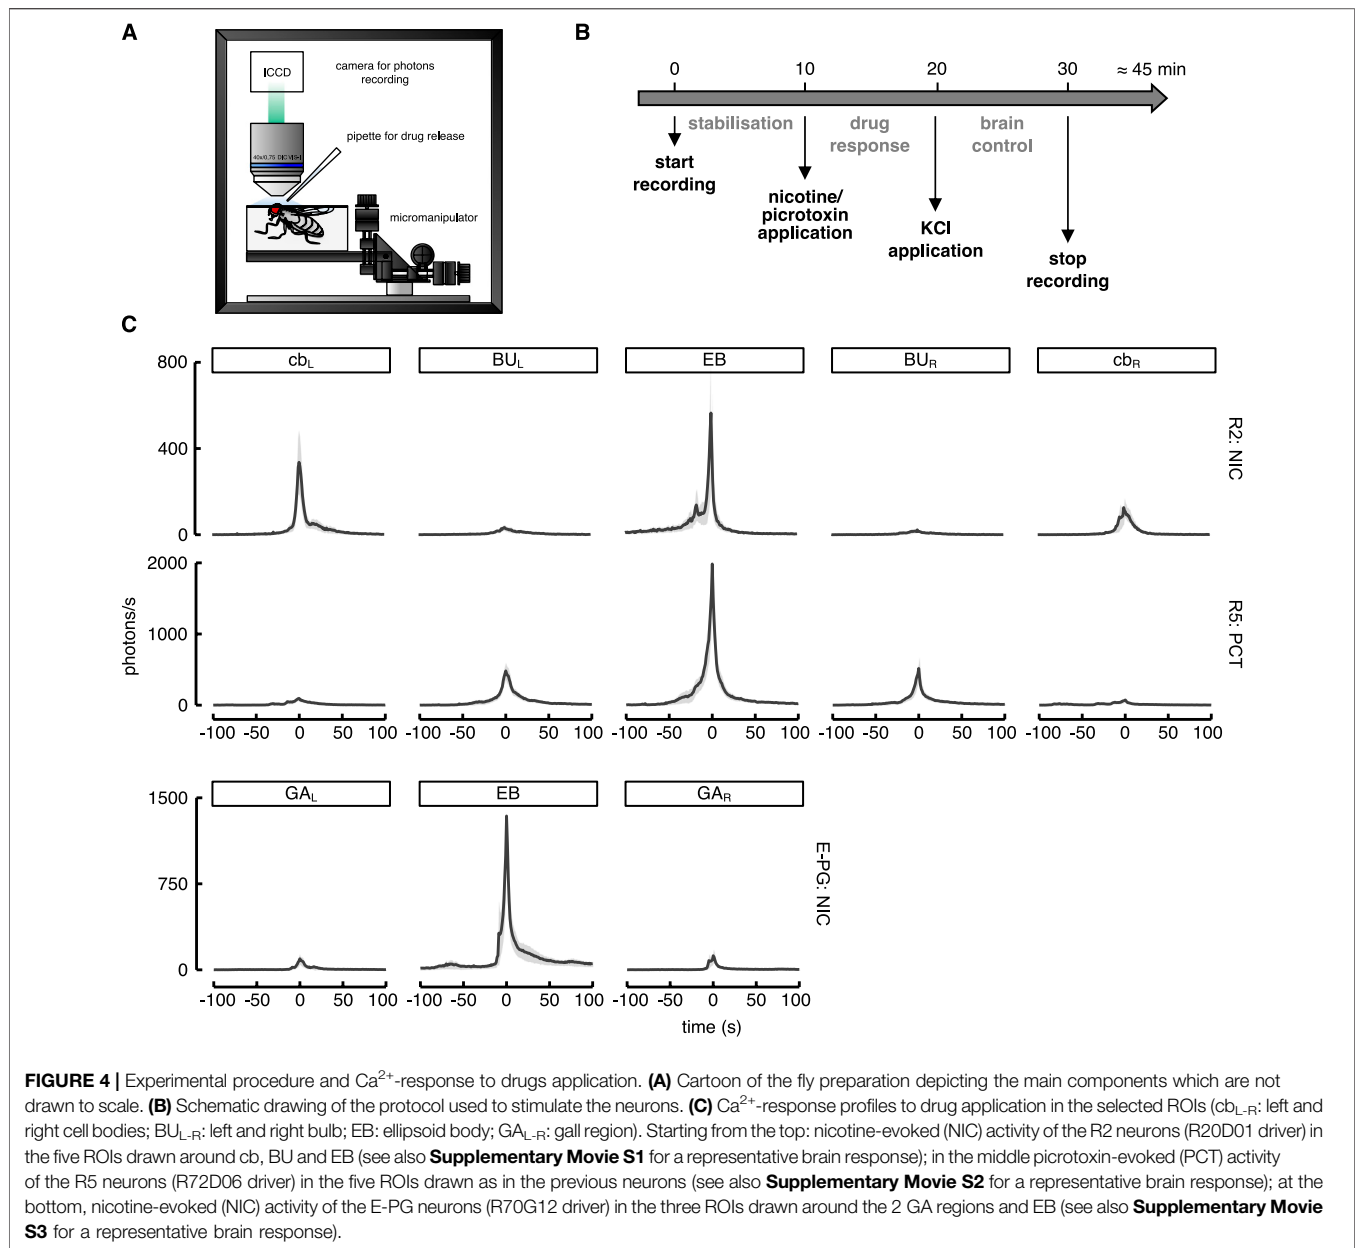 A
ICCD
camera for photons
recording
pipette for drug release
40x/0.75 DIC VIS-I
micromanipulator
B
0 10 20 30 ≈ 45 min
stabilisation drug
response brain
control
start
recording
nicotine/
picrotoxin
application
KCl
application
stop
recording
C
cbL BUL EB BUR cbR
800
400
0
R2: NIC
2000
1000
0
photons/s
R5: PCT
-100 -50 0 50 100 -100 -50 0 50 100 -100 -50 0 50 100 -100 -50 0 50 100 -100 -50 0 50 100
GAL EB GAR
1500
750
0
E-PG: NIC
-100 -50 0 50 100 -100 -50 0 50 100 -100 -50 0 50 100
time (s)
FIGURE 4 | Experimental procedure and Ca2+-response to drugs application. (A) Cartoon of the fly preparation depicting the main components which are not
drawn to scale. (B) Schematic drawing of the protocol used to stimulate the neurons. (C) Ca2+-response profiles to drug application in the selected ROIs (cbL-R: left and
right cell bodies; BUL-R: left and right bulb; EB: ellipsoid body; GAL-R: gall region). Starting from the top: nicotine-evoked (NIC) activity of the R2 neurons (R20D01 driver) in
the five ROIs drawn around cb, BU and EB (see also Supplementary Movie S1 for a representative brain response); in the middle picrotoxin-evoked (PCT) activity
of the R5 neurons (R72D06 driver) in the five ROIs drawn as in the previous neurons (see also Supplementary Movie S2 for a representative brain response); at the
bottom, nicotine-evoked (NIC) activity of the E-PG neurons (R70G12 driver) in the three ROIs drawn around the 2 GA regions and EB (see also Supplementary Movie
S3 for a representative brain response).